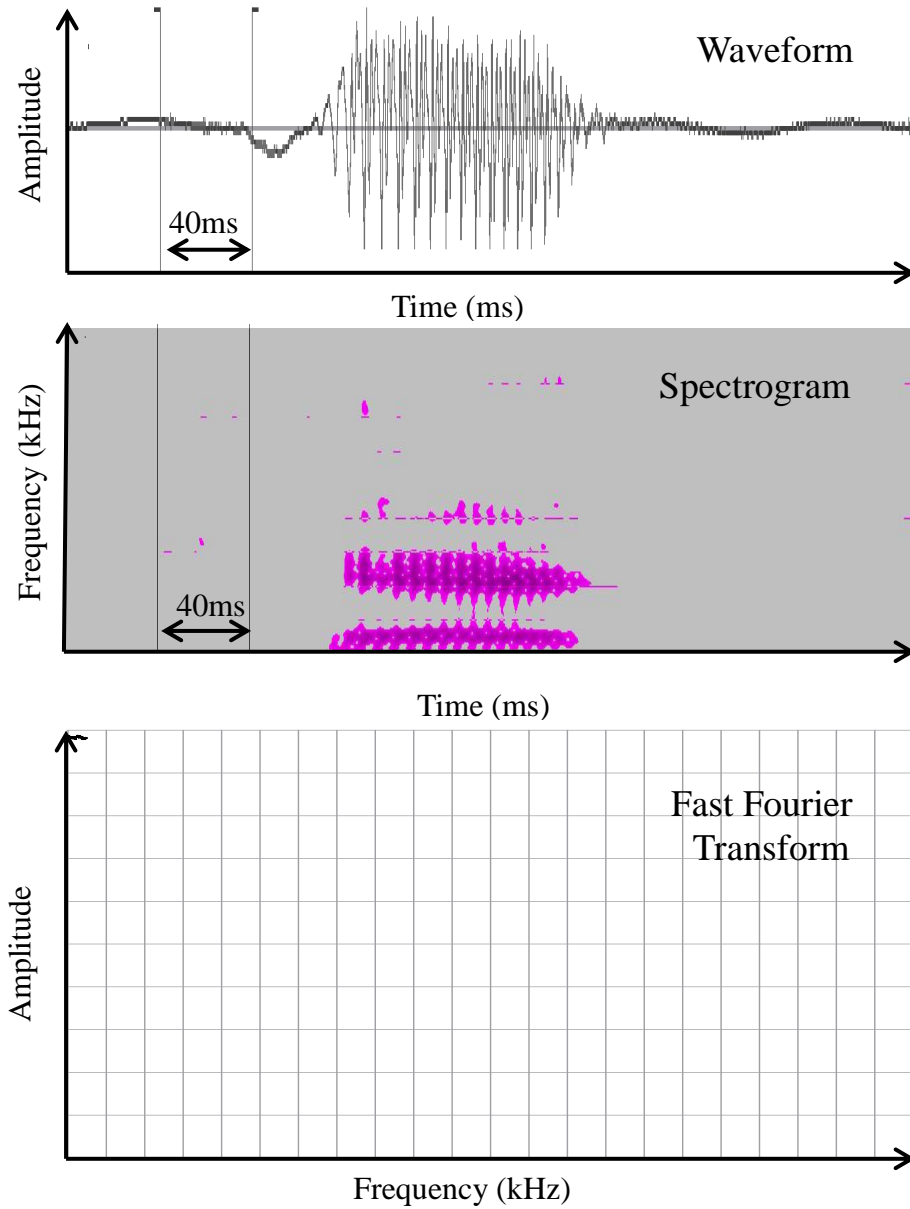 Waveform
Amplitude
40ms
Time (ms)
Spectrogram
Frequency (kHz)
40ms
Time (ms)
Fast Fourier
Transform
Amplitude
Frequency (kHz)